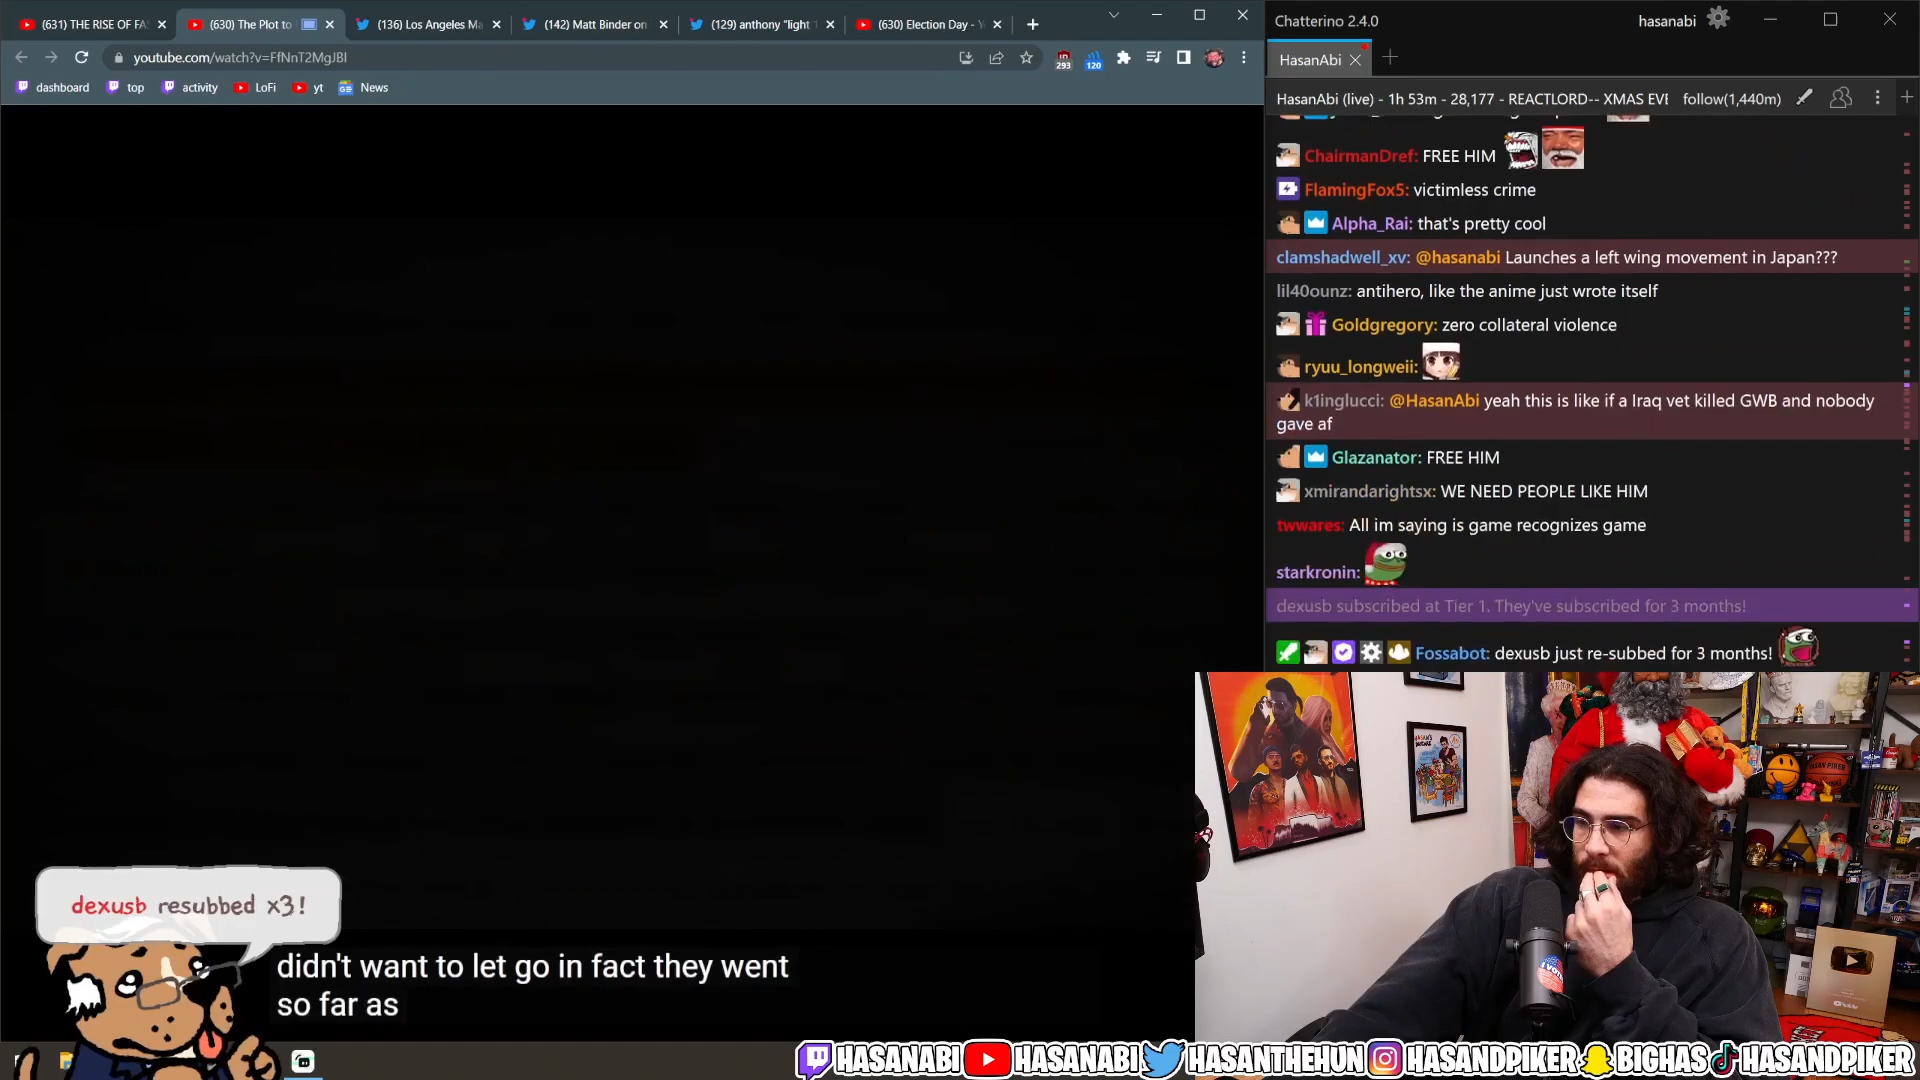 (631) THE RISE OF FA
(630) The Plot to
(136) Los Angeles Ma
(142) Matt Binder on
(129) anthony "light
(630) Election Day -
youtube.com/watch?v=FfNnT2MgJBI
293
120
dashboard
top
activity
LoFi
yt
News
Chatterino 2.4.0
hasanabi
HasanAbi
HasanAbi (live) - 1h 53m - 28,177 - REACTLORD-- XMAS EVE
follow(1,440m)
ChairmanDref: FREE HIM
FlamingFox5: victimless crime
Alpha_Rai: that's pretty cool
clamshadwell_xv: @hasanabi Launches a left wing movement in Japan???
lil40ounz: antihero, like the anime just wrote itself
Goldgregory: zero collateral violence
ryuu_longweii:
k1inglucci: @HasanAbi yeah this is like if a Iraq vet killed GWB and nobody
gave af
Glazanator: FREE HIM
xmirandarightsx: WE NEED PEOPLE LIKE HIM
twwares: All im saying is game recognizes game
starkronin:
dexusb subscribed at Tier 1. They've subscribed for 3 months!
Fossabot: dexusb just re-subbed for 3 months!
dexusb resubbed x3!
didn't want to let go in fact they went
so far as
HASANABI HASANABI HASANTHEHUN HASANDPIKER BIGHAS HASANDPIKER